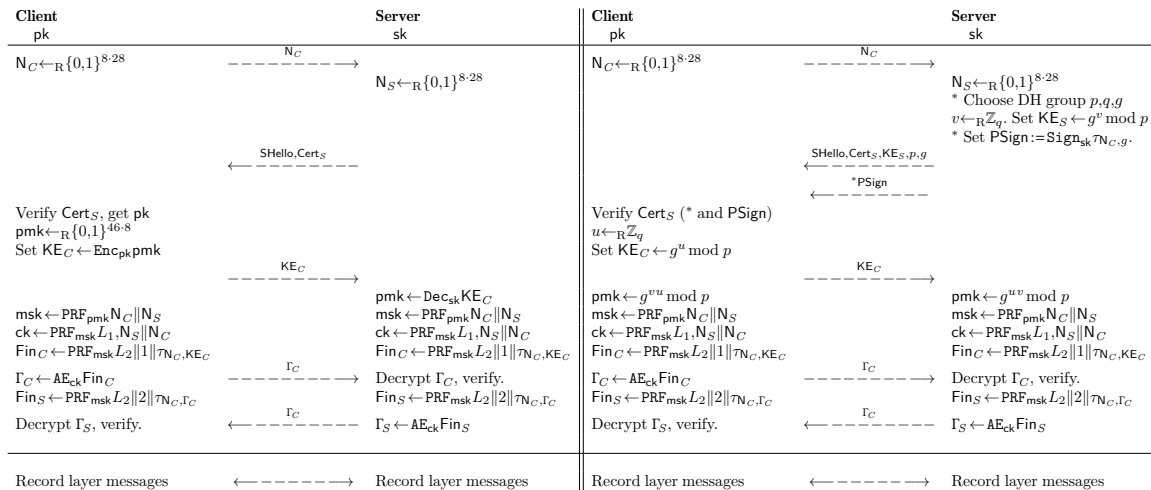 Client Server Client Server
pk sk pk sk
N_C←_R{0,1}^{8·28} N_C N_C←_R{0,1}^{8·28} N_C
N_S←_R{0,1}^{8·28} N_S←_R{0,1}^{8·28}
* Choose DH group p,q,g
v←_Rℤ_q. Set KE_S←g^v mod p
* Set PSign:=Sign_sk τ_{N_C,g}.
SHello,Cert_S SHello,Cert_S,KE_S,p,g
*PSign
Verify Cert_S, get pk Verify Cert_S (* and PSign)
pmk←_R{0,1}^{46·8} u←_Rℤ_q
Set KE_C←Enc_pk pmk Set KE_C←g^u mod p
KE_C KE_C
pmk←Dec_sk KE_C pmk←g^{vu} mod p pmk←g^{uv} mod p
msk←PRF_pmk N_C‖N_S msk←PRF_pmk N_C‖N_S msk←PRF_pmk N_C‖N_S msk←PRF_pmk N_C‖N_S
ck←PRF_msk L_1,N_S‖N_C ck←PRF_msk L_1,N_S‖N_C ck←PRF_msk L_1,N_S‖N_C ck←PRF_msk L_1,N_S‖N_C
Fin_C←PRF_msk L_2‖1‖τ_{N_C,KE_C} Fin_C←PRF_msk L_2‖1‖τ_{N_C,KE_C} Fin_C←PRF_msk L_2‖1‖τ_{N_C,KE_C} Fin_C←PRF_msk L_2‖1‖τ_{N_C,KE_C}
Γ_C←AE_ck Fin_C Γ_C Decrypt Γ_C, verify. Γ_C←AE_ck Fin_C Γ_C Decrypt Γ_C, verify.
Fin_S←PRF_msk L_2‖2‖τ_{N_C,Γ_C} Fin_S←PRF_msk L_2‖2‖τ_{N_C,Γ_C} Fin_S←PRF_msk L_2‖2‖τ_{N_C,Γ_C} Fin_S←PRF_msk L_2‖2‖τ_{N_C,Γ_C}
Decrypt Γ_S, verify. Γ_C Γ_S←AE_ck Fin_S Decrypt Γ_S, verify. Γ_C Γ_S←AE_ck Fin_S
Record layer messages Record layer messages Record layer messages Record layer messages